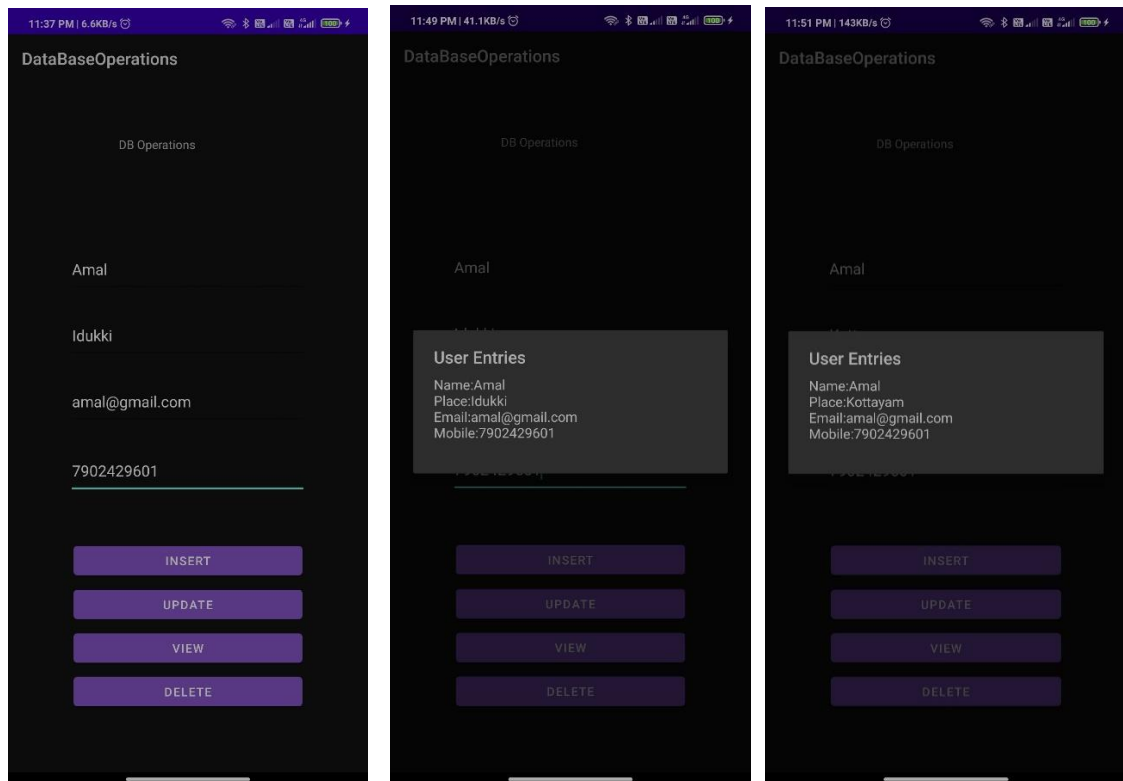 11:37 PM | 6.6KB/s
DataBaseOperations
DB Operations
Amal
Idukki
amal@gmail.com
7902429601
INSERT
UPDATE
VIEW
DELETE
11:49 PM | 41.1KB/s
DataBaseOperations
DB Operations
Amal
User Entries
Name:Amal
Place:Idukki
Email:amal@gmail.com
Mobile:7902429601
INSERT
UPDATE
VIEW
DELETE
11:51 PM | 143KB/s
DataBaseOperations
DB Operations
Amal
User Entries
Name:Amal
Place:Kottayam
Email:amal@gmail.com
Mobile:7902429601
INSERT
UPDATE
VIEW
DELETE